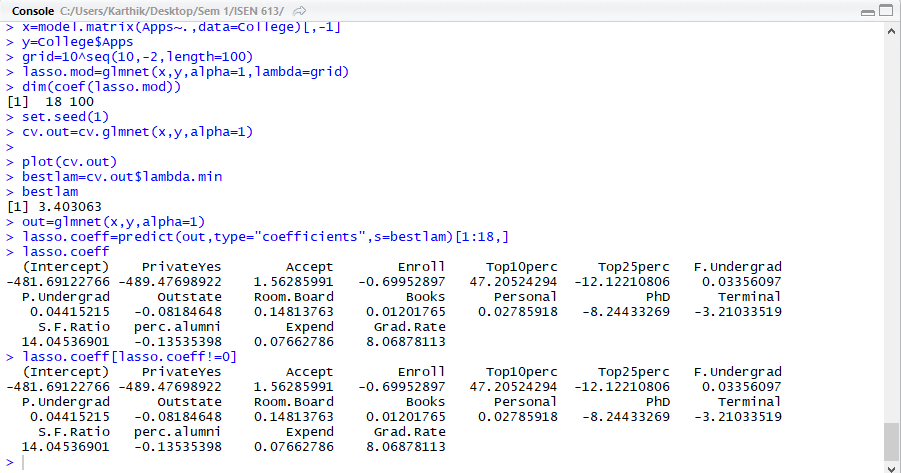 Console C:/Users/Karthik/Desktop/Sem 1/ISEN 613/
> x=model.matrix(Apps~.,data=College)[,-1]
> y=College$Apps
> grid=10^seq(10,-2,length=100)
> lasso.mod=glmnet(x,y,alpha=1,lambda=grid)
> dim(coef(lasso.mod))
[1]  18 100
> set.seed(1)
> cv.out=cv.glmnet(x,y,alpha=1)
>
> plot(cv.out)
> bestlam=cv.out$lambda.min
> bestlam
[1] 3.403063
> out=glmnet(x,y,alpha=1)
> lasso.coeff=predict(out,type="coefficients",s=bestlam)[1:18,]
> lasso.coeff
(Intercept) PrivateYes Accept Enroll Top10perc Top25perc F.Undergrad
-481.69122766 -489.47698922 1.56285991 -0.69952897 47.20524294 -12.12210806 0.03356097
P.Undergrad Outstate Room.Board Books Personal PhD Terminal
0.04415215 -0.08184648 0.14813763 0.01201765 0.02785918 -8.24433269 -3.21033519
S.F.Ratio perc.alumni Expend Grad.Rate
14.04536901 -0.13535398 0.07662786 8.06878113
> lasso.coeff[lasso.coeff!=0]
(Intercept) PrivateYes Accept Enroll Top10perc Top25perc F.Undergrad
-481.69122766 -489.47698922 1.56285991 -0.69952897 47.20524294 -12.12210806 0.03356097
P.Undergrad Outstate Room.Board Books Personal PhD Terminal
0.04415215 -0.08184648 0.14813763 0.01201765 0.02785918 -8.24433269 -3.21033519
S.F.Ratio perc.alumni Expend Grad.Rate
14.04536901 -0.13535398 0.07662786 8.06878113
>